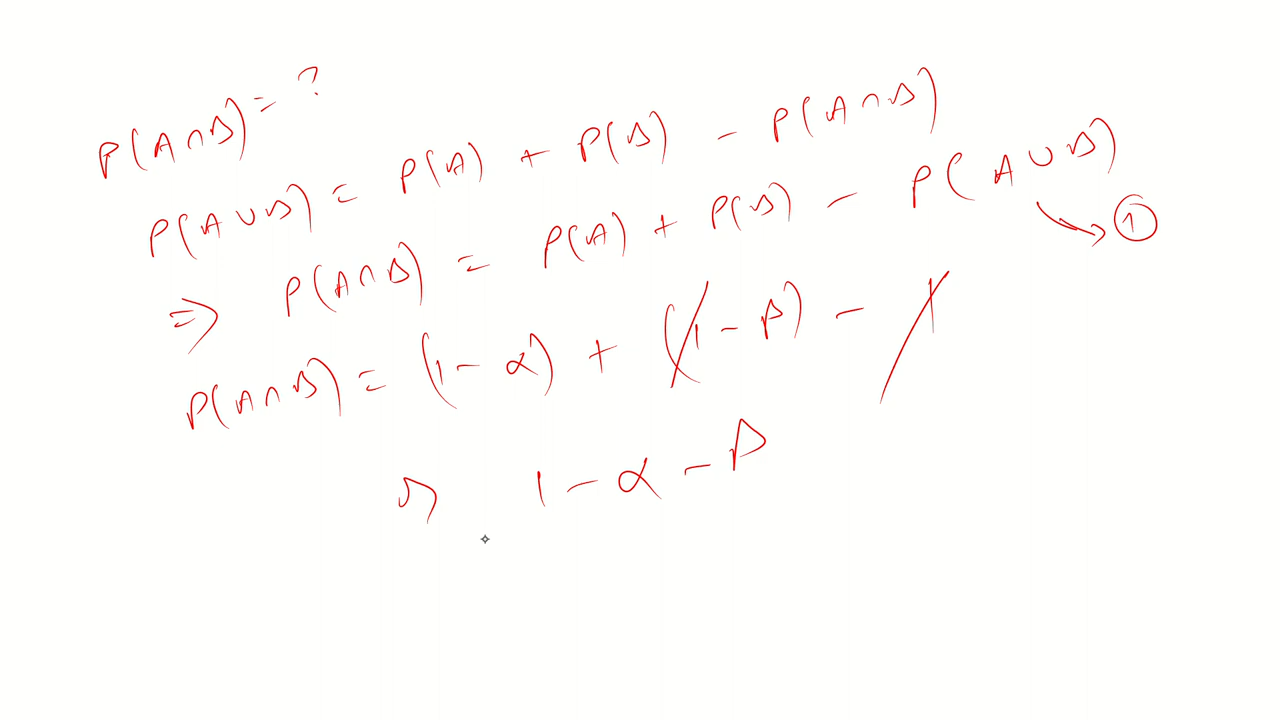 P(A∩B) = ?
P(A∪B) = P(A) + P(B) - P(A∩B)
⇒ P(A∩B) = P(A) + P(B) - P(A∪B)
→ ①
P(A∩B) = (1 - α) + (1 - β) - 1
⇒ 1 - α - β